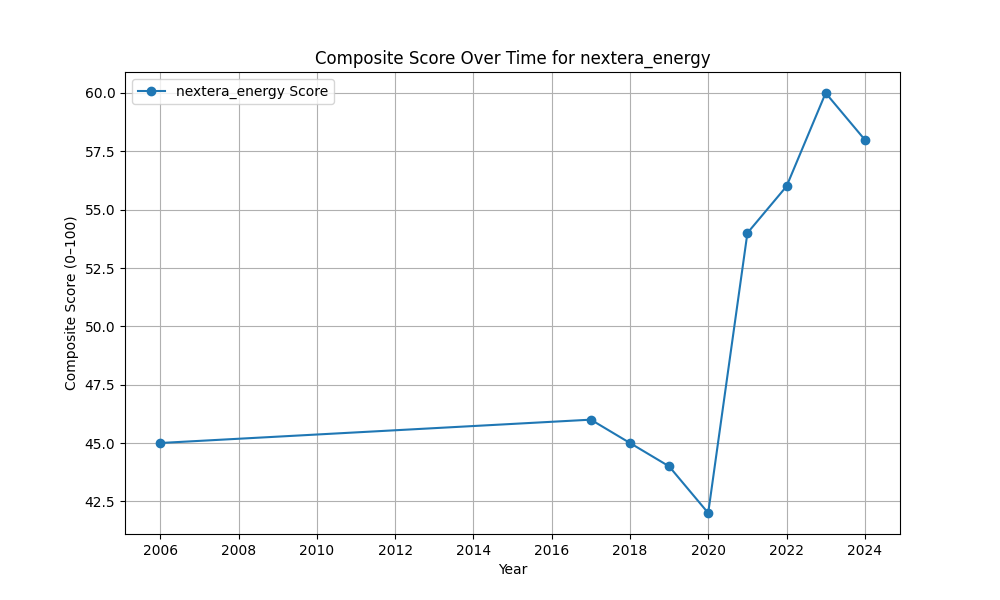 Composite Score Over Time for nextera_energy
nextera_energy Score
60.0
57.5
55.0
52.5
50.0
47.5
45.0
42.5
Composite Score (0–100)
2006 2008 2010 2012 2014 2016 2018 2020 2022 2024
Year